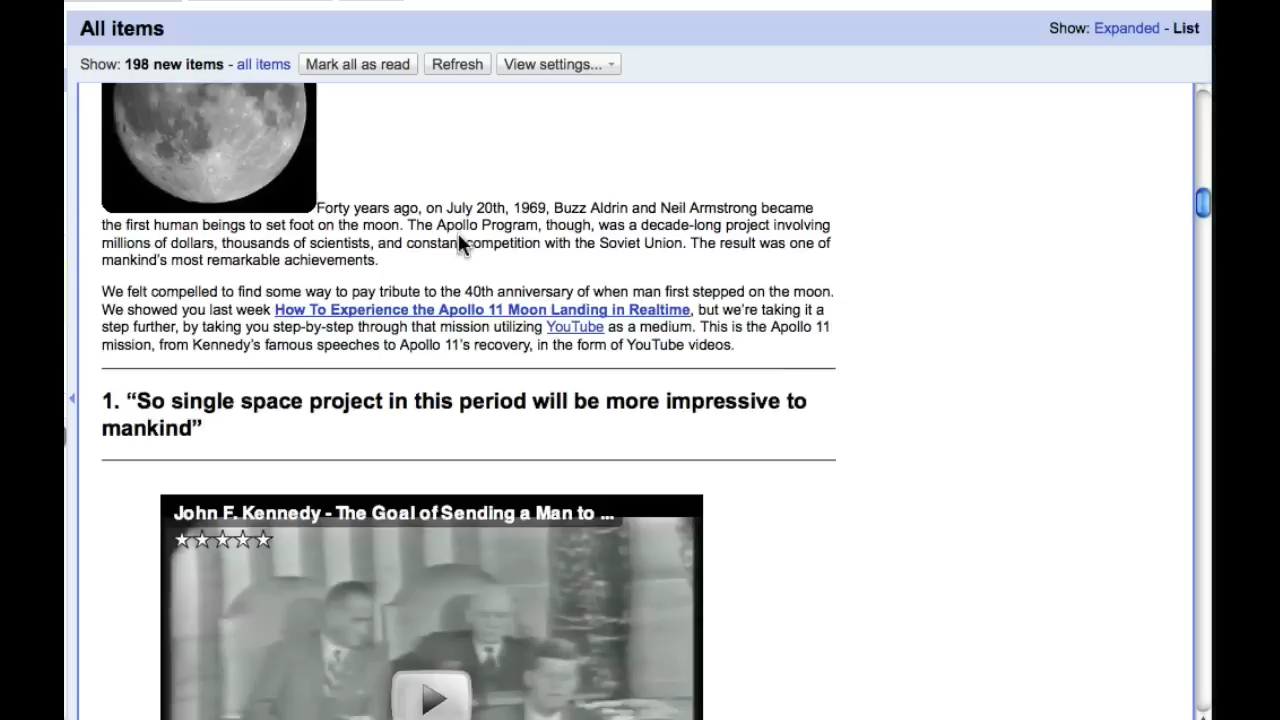 All items
Show: Expanded - List
Show: 198 new items - all items Mark all as read Refresh View settings...
Forty years ago, on July 20th, 1969, Buzz Aldrin and Neil Armstrong became
the first human beings to set foot on the moon. The Apollo Program, though, was a decade-long project involving
millions of dollars, thousands of scientists, and constant competition with the Soviet Union. The result was one of
mankind's most remarkable achievements.
We felt compelled to find some way to pay tribute to the 40th anniversary of when man first stepped on the moon.
We showed you last week How To Experience the Apollo 11 Moon Landing in Realtime, but we're taking it a
step further, by taking you step-by-step through that mission utilizing YouTube as a medium. This is the Apollo 11
mission, from Kennedy's famous speeches to Apollo 11's recovery, in the form of YouTube videos.
1. “So single space project in this period will be more impressive to
mankind”
John F. Kennedy - The Goal of Sending a Man to ...